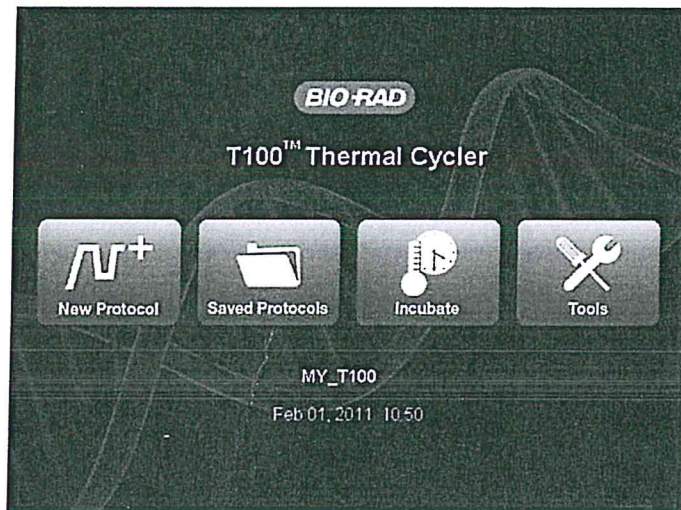 BIO-RAD
T100™ Thermal Cycler
New Protocol
Saved Protocols
Incubate
Tools
MY_T100
Feb 01, 2011 10:50